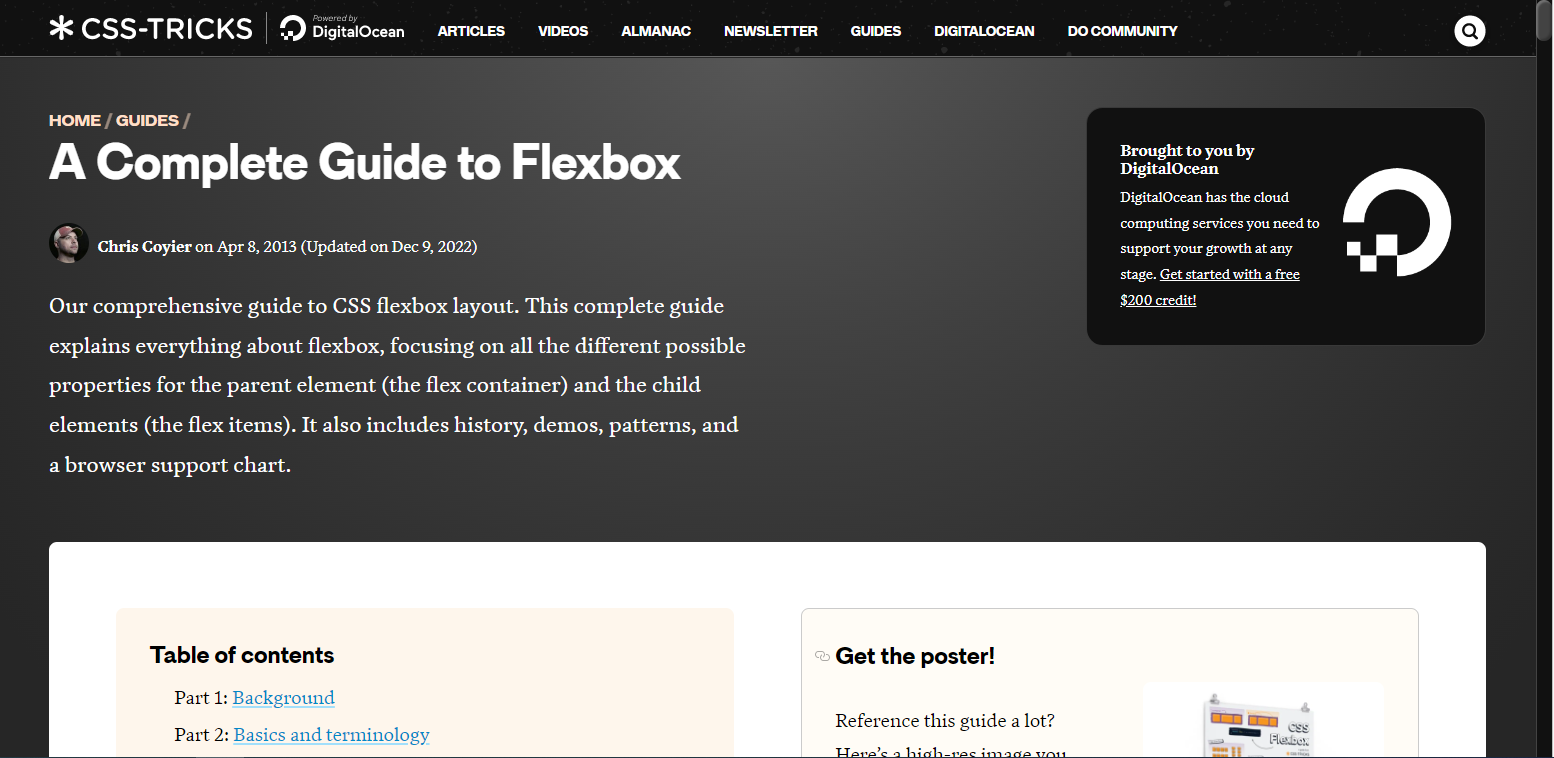 CSS-TRICKS
Powered by
DigitalOcean
ARTICLES VIDEOS ALMANAC NEWSLETTER GUIDES DIGITALOCEAN DO COMMUNITY
HOME / GUIDES /
A Complete Guide to Flexbox
Chris Coyier on Apr 8, 2013 (Updated on Dec 9, 2022)
Our comprehensive guide to CSS flexbox layout. This complete guide
explains everything about flexbox, focusing on all the different possible
properties for the parent element (the flex container) and the child
elements (the flex items). It also includes history, demos, patterns, and
a browser support chart.
Brought to you by
DigitalOcean
DigitalOcean has the cloud
computing services you need to
support your growth at any
stage. Get started with a free
$200 credit!
Table of contents
Part 1: Background
Part 2: Basics and terminology
Get the poster!
Reference this guide a lot?
Here’s a high-res image you
CSS
Flexbox